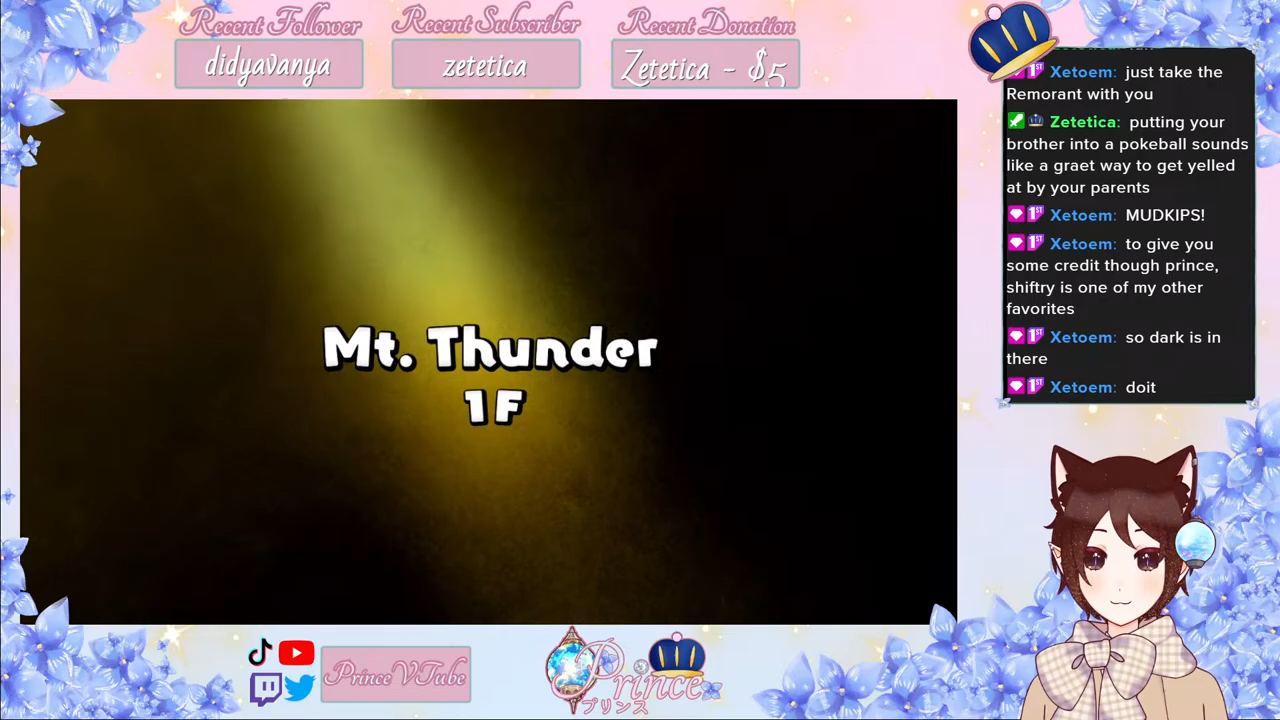 Recent Follower
didyavanya
Recent Subscriber
zetetica
Recent Donation
Zetetica - $5
Mt. Thunder
1F
Xetoem: just take the
Remorant with you
Zetetica: putting your
brother into a pokeball sounds
like a graet way to get yelled
at by your parents
Xetoem: MUDKIPS!
Xetoem: to give you
some credit though prince,
shiftry is one of my other
favorites
Xetoem: so dark is in
there
Xetoem: doit
PrinceVTube
Prince
プリンス